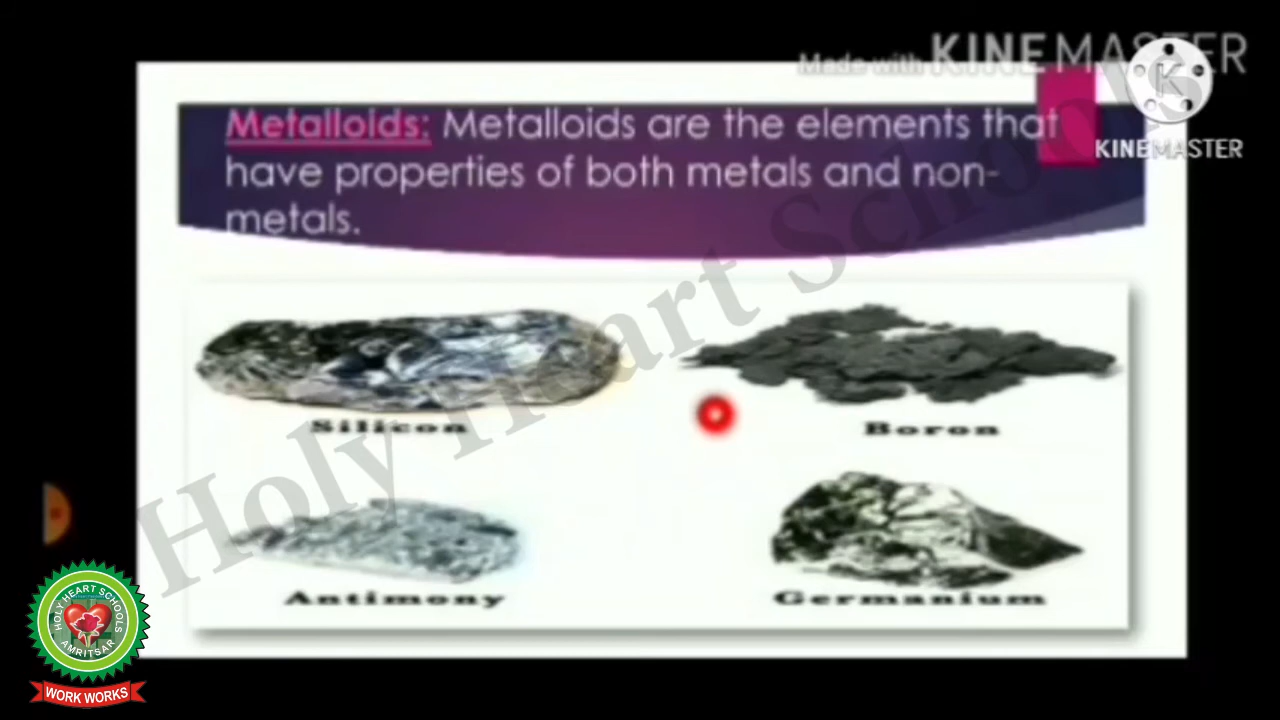 Made with KINEMASTER
KINEMASTER
Metalloids: Metalloids are the elements that
have properties of both metals and non-
metals.
Holy Heart Schools
Silicon
Boron
Antimony
Germanium
HOLY HEART SCHOOLS
AMRITSAR
WORK WORKS